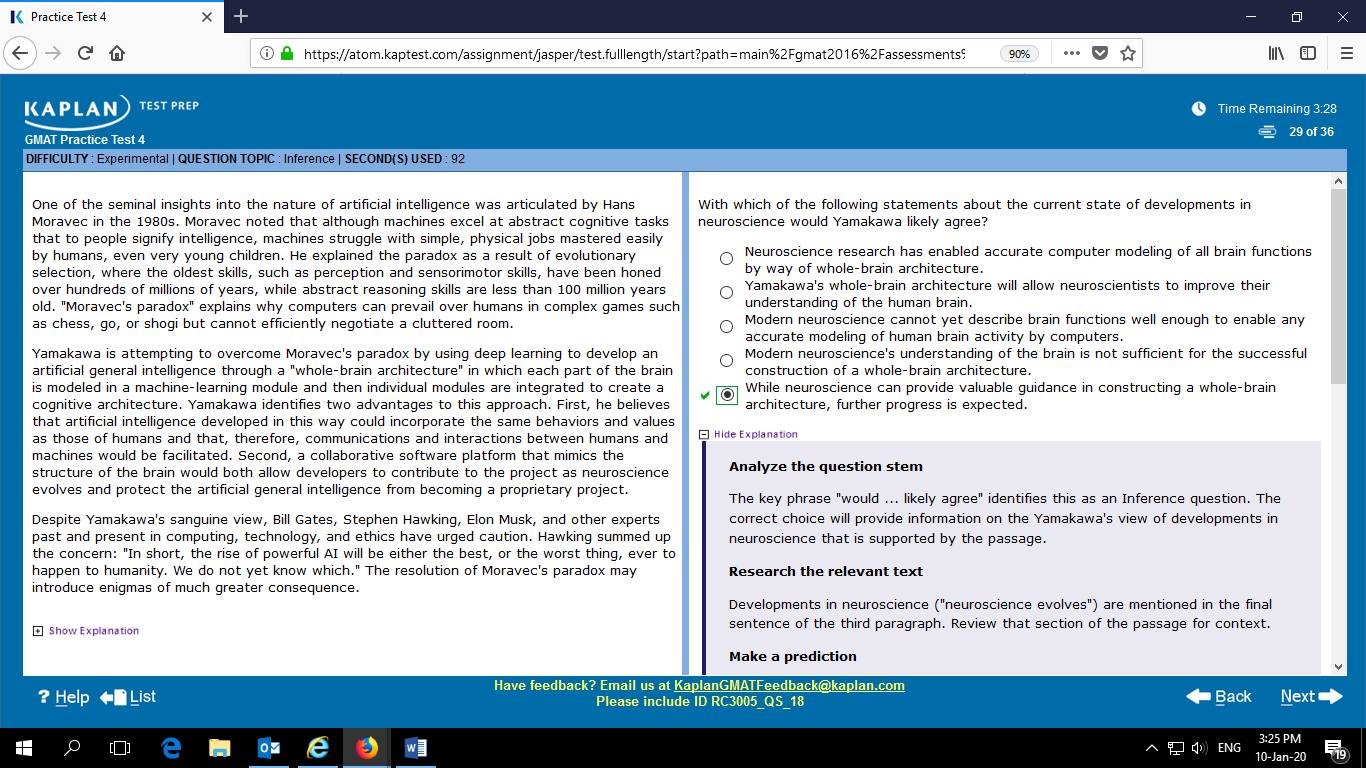 Practice Test 4
https://atom.kaptest.com/assignment/jasper/test.fulllength/start?path=main%2Fgmat2016%2Fassessments%
90%
KAPLAN TEST PREP
GMAT Practice Test 4
Time Remaining 3:28
29 of 36
DIFFICULTY : Experimental | QUESTION TOPIC : Inference | SECOND(S) USED : 92
One of the seminal insights into the nature of artificial intelligence was articulated by Hans
Moravec in the 1980s. Moravec noted that although machines excel at abstract cognitive tasks
that to people signify intelligence, machines struggle with simple, physical jobs mastered easily
by humans, even very young children. He explained the paradox as a result of evolutionary
selection, where the oldest skills, such as perception and sensorimotor skills, have been honed
over hundreds of millions of years, while abstract reasoning skills are less than 100 million years
old. "Moravec's paradox" explains why computers can prevail over humans in complex games such
as chess, go, or shogi but cannot efficiently negotiate a cluttered room.
Yamakawa is attempting to overcome Moravec's paradox by using deep learning to develop an
artificial general intelligence through a "whole-brain architecture" in which each part of the brain
is modeled in a machine-learning module and then individual modules are integrated to create a
cognitive architecture. Yamakawa identifies two advantages to this approach. First, he believes
that artificial intelligence developed in this way could incorporate the same behaviors and values
as those of humans and that, therefore, communications and interactions between humans and
machines would be facilitated. Second, a collaborative software platform that mimics the
structure of the brain would both allow developers to contribute to the project as neuroscience
evolves and protect the artificial general intelligence from becoming a proprietary project.
Despite Yamakawa's sanguine view, Bill Gates, Stephen Hawking, Elon Musk, and other experts
past and present in computing, technology, and ethics have urged caution. Hawking summed up
the concern: "In short, the rise of powerful AI will be either the best, or the worst thing, ever to
happen to humanity. We do not yet know which." The resolution of Moravec's paradox may
introduce enigmas of much greater consequence.
Show Explanation
With which of the following statements about the current state of developments in
neuroscience would Yamakawa likely agree?
Neuroscience research has enabled accurate computer modeling of all brain functions
by way of whole-brain architecture.
Yamakawa's whole-brain architecture will allow neuroscientists to improve their
understanding of the human brain.
Modern neuroscience cannot yet describe brain functions well enough to enable any
accurate modeling of human brain activity by computers.
Modern neuroscience's understanding of the brain is not sufficient for the successful
construction of a whole-brain architecture.
While neuroscience can provide valuable guidance in constructing a whole-brain
architecture, further progress is expected.
Hide Explanation
Analyze the question stem
The key phrase "would ... likely agree" identifies this as an Inference question. The
correct choice will provide information on the Yamakawa's view of developments in
neuroscience that is supported by the passage.
Research the relevant text
Developments in neuroscience ("neuroscience evolves") are mentioned in the final
sentence of the third paragraph. Review that section of the passage for context.
Make a prediction
? Help List
Have feedback? Email us at KaplanGMATFeedback@kaplan.com
Please include ID RC3005_QS_18
Back Next
ENG
3:25 PM
10-Jan-20
19